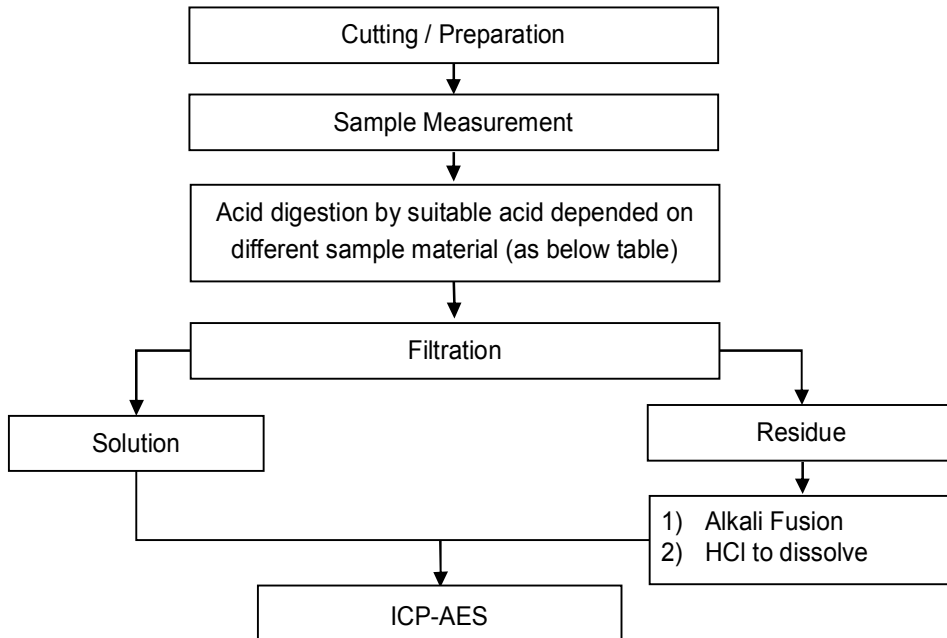 Cutting / Preparation
Sample Measurement
Acid digestion by suitable acid depended on
different sample material (as below table)
Filtration
Solution
Residue
1) Alkali Fusion
2) HCl to dissolve
ICP-AES